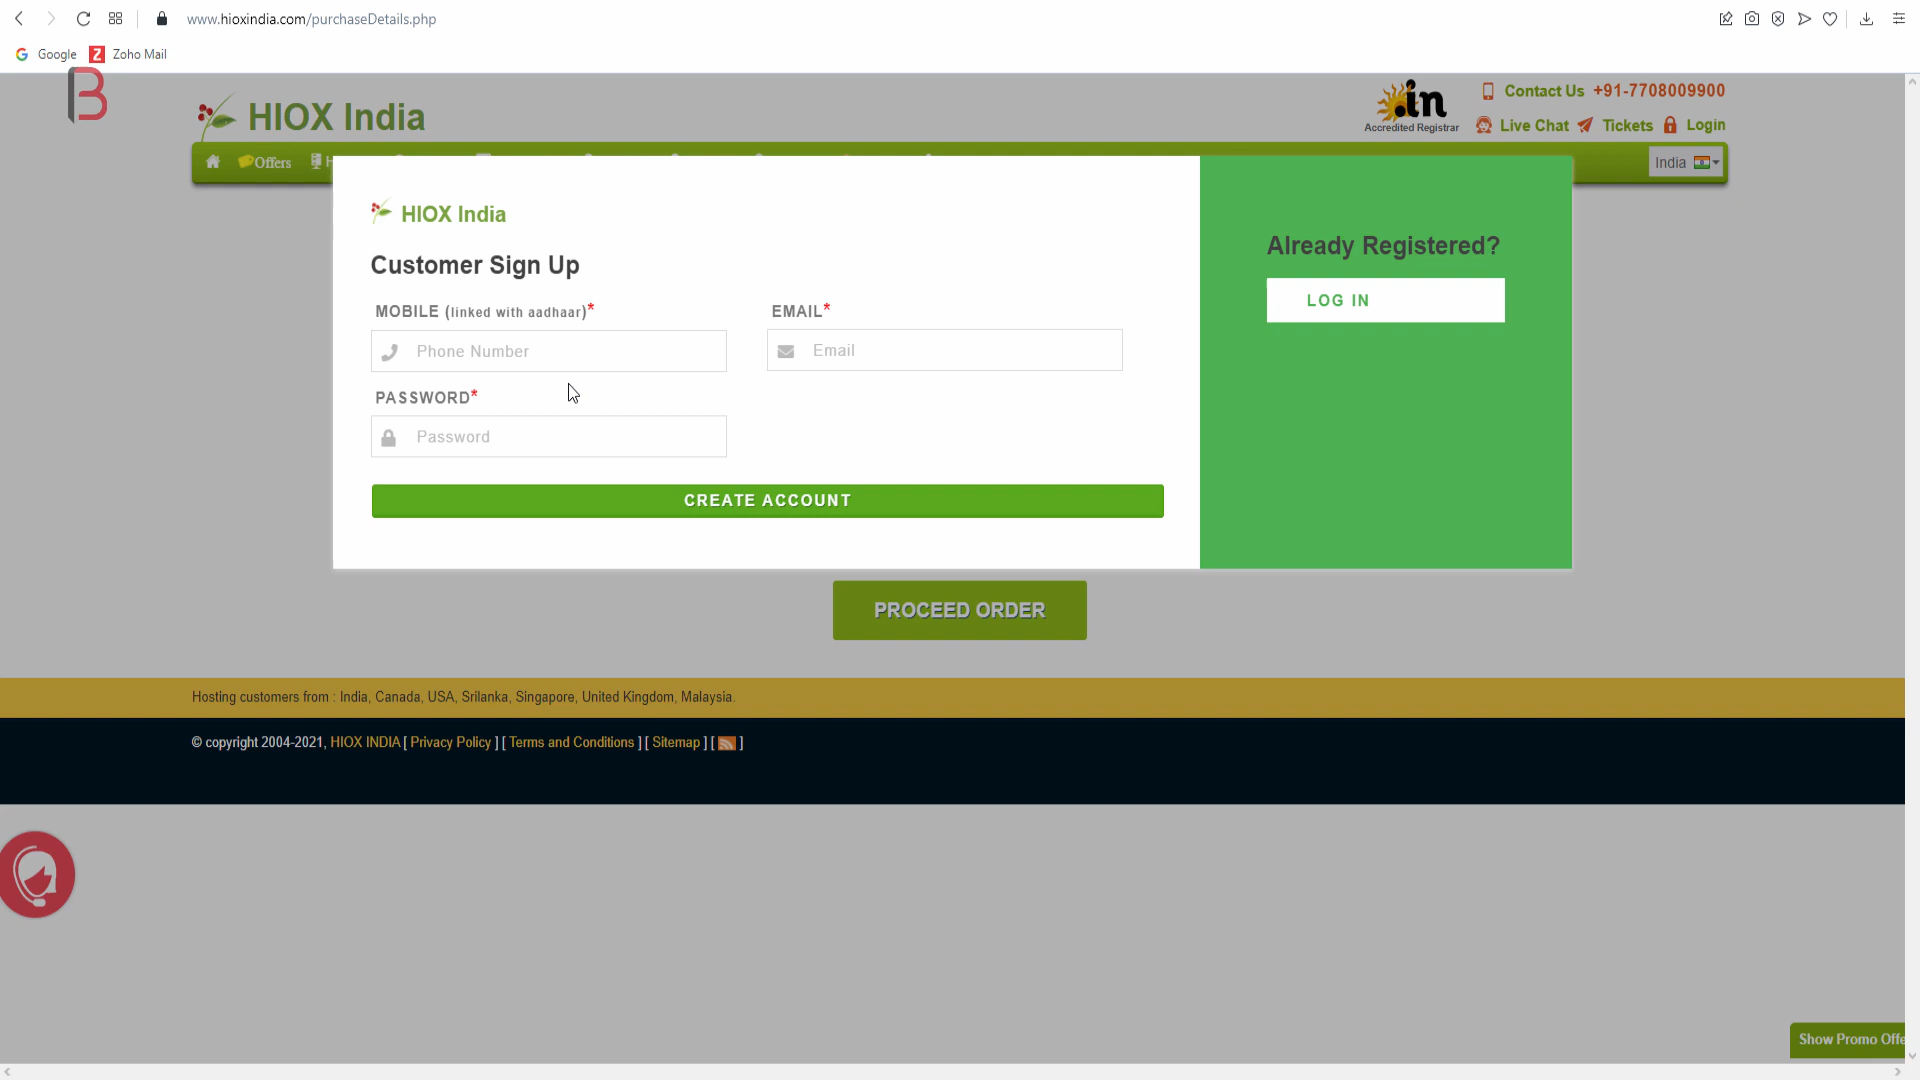 www.hioxindia.com/purchaseDetails.php
Google Zoho Mail
HIOX India
.in
Accredited Registrar
Contact Us +91-7708009900
Live Chat Tickets Login
Offers India
HIOX India
Customer Sign Up
MOBILE (linked with aadhaar)*
Phone Number
EMAIL*
Email
PASSWORD*
Password
CREATE ACCOUNT
Already Registered?
LOG IN
PROCEED ORDER
Hosting customers from : India, Canada, USA, Srilanka, Singapore, United Kingdom, Malaysia.
© copyright 2004-2021, HIOX INDIA [ Privacy Policy ] [ Terms and Conditions ] [ Sitemap ] [ ]
Show Promo Offe